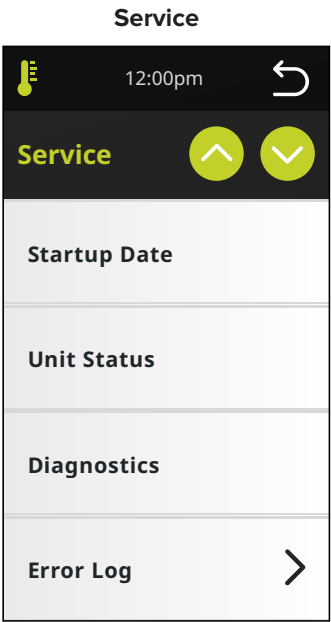 Service
12:00pm
Service
Startup Date
Unit Status
Diagnostics
Error Log